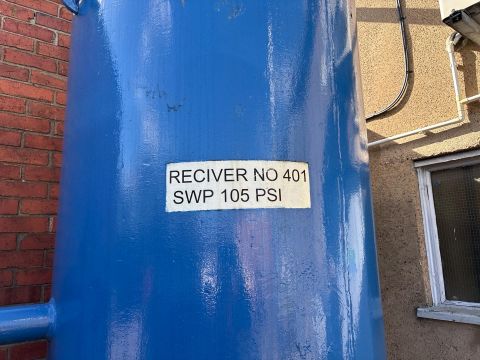 RECIVER NO 401
SWP 105 PSI